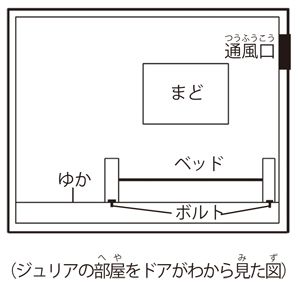 つうふうこう
通風口
まど
ベッド
ゆか
ボルト
へや み ず
(ジュリアの部屋をドアがわから見た図)